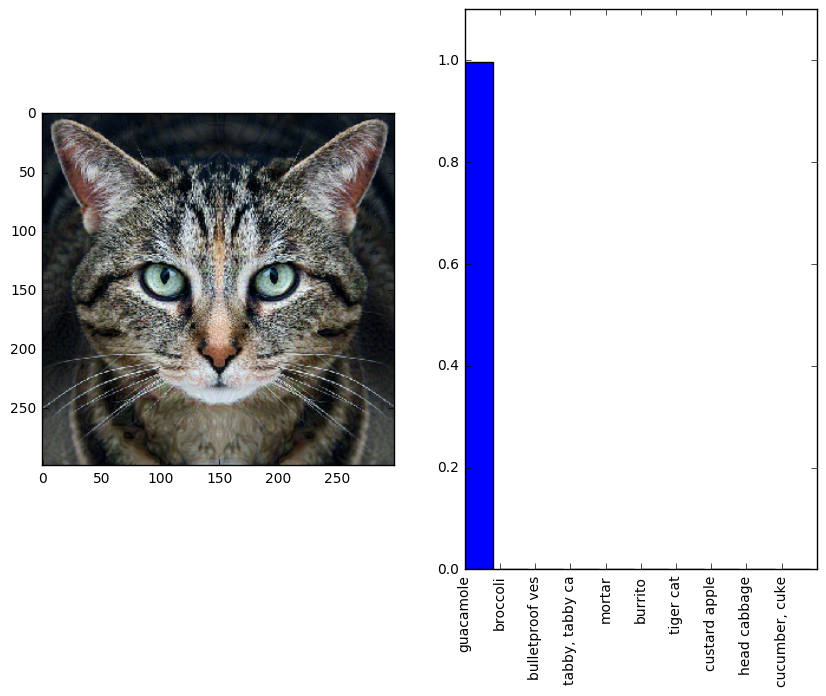 0
50
100
150
200
250
0 50 100 150 200 250
1.0
0.8
0.6
0.4
0.2
0.0
guacamole
broccoli
bulletproof ves
tabby, tabby ca
mortar
burrito
tiger cat
custard apple
head cabbage
cucumber, cuke